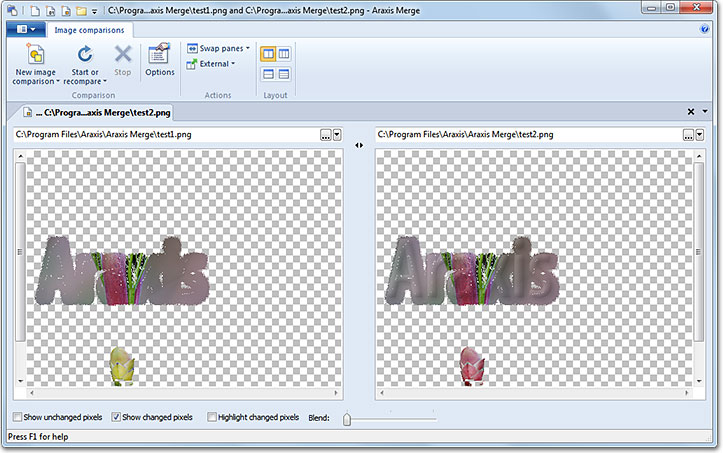 C:\Progra...axis Merge\test1.png and C:\Progra...axis Merge\test2.png - Araxis Merge
Image comparisons
New image comparison
Start or recompare
Stop
Options
Swap panes
External
Comparison
Actions
Layout
... C:\Progra...axis Merge\test2.png
C:\Program Files\Araxis\Araxis Merge\test1.png
...
C:\Program Files\Araxis\Araxis Merge\test2.png
...
Araxis
Araxis
Show unchanged pixels
Show changed pixels
Highlight changed pixels
Blend:
Press F1 for help